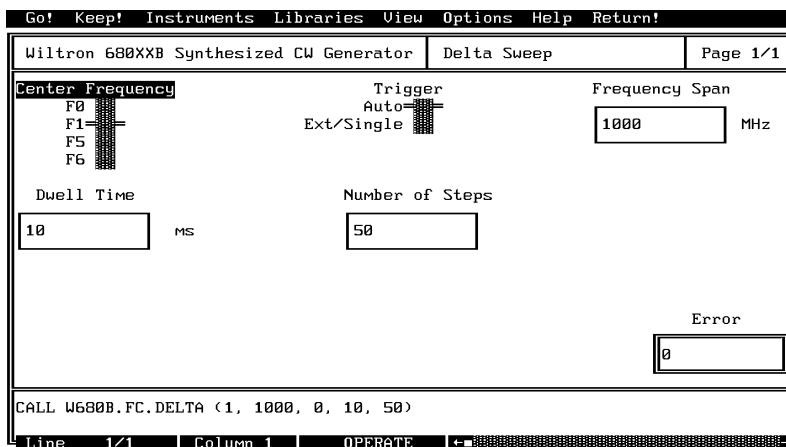 Go! Keep! Instruments Libraries View Options Help Return!
Wiltron 680XXB Synthesized CW Generator Delta Sweep Page 1/1
Center Frequency Trigger Frequency Span
F0 Auto
F1 Ext/Single 1000 MHz
F5
F6
Dwell Time Number of Steps
10 ms 50
Error
0
CALL W680B.FC.DELTA (1, 1000, 0, 10, 50)
Line 1/1 Column 1 OPERATE